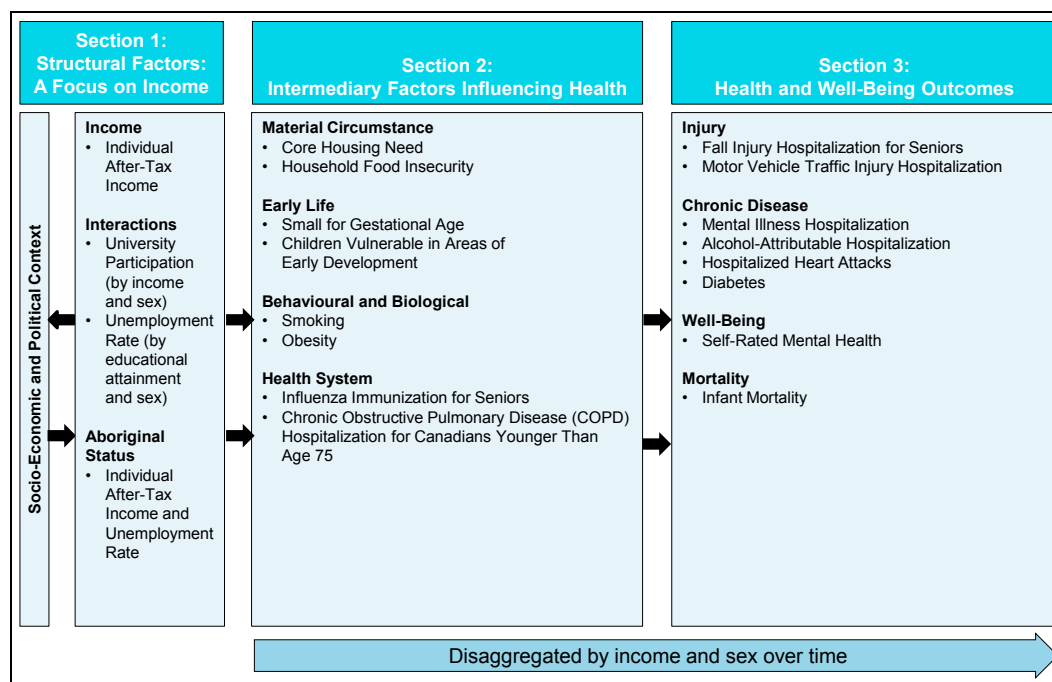 Section 1:
Structural Factors:
A Focus on Income
Section 2:
Intermediary Factors Influencing Health
Section 3:
Health and Well-Being Outcomes
Socio-Economic and Political Context
Income
• Individual
After-Tax
Income
Interactions
• University
Participation
(by income
and sex)
• Unemployment
Rate (by
educational
attainment
and sex)
Aboriginal
Status
• Individual
After-Tax
Income and
Unemployment
Rate
Material Circumstance
• Core Housing Need
• Household Food Insecurity
Early Life
• Small for Gestational Age
• Children Vulnerable in Areas of
Early Development
Behavioural and Biological
• Smoking
• Obesity
Health System
• Influenza Immunization for Seniors
• Chronic Obstructive Pulmonary Disease (COPD)
Hospitalization for Canadians Younger Than
Age 75
Injury
• Fall Injury Hospitalization for Seniors
• Motor Vehicle Traffic Injury Hospitalization
Chronic Disease
• Mental Illness Hospitalization
• Alcohol-Attributable Hospitalization
• Hospitalized Heart Attacks
• Diabetes
Well-Being
• Self-Rated Mental Health
Mortality
• Infant Mortality
Disaggregated by income and sex over time